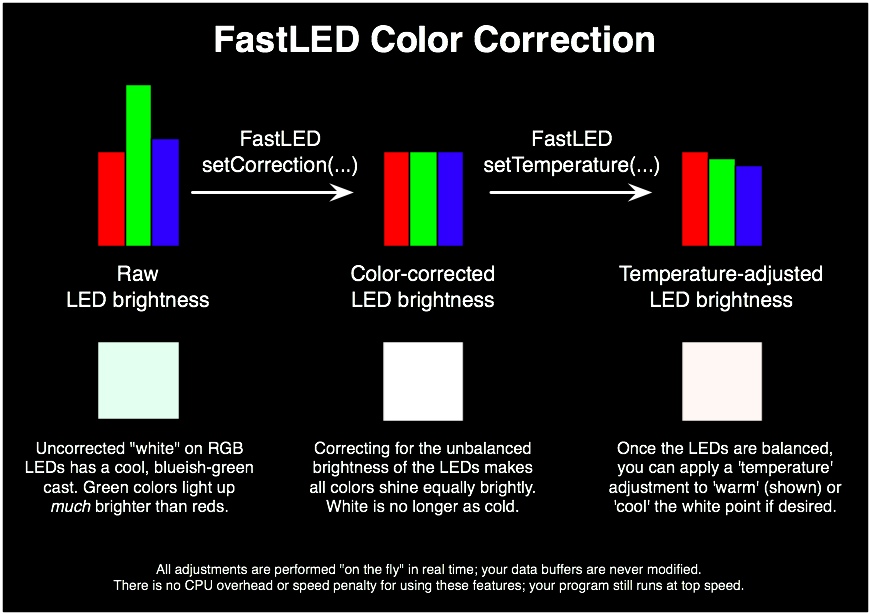 FastLED Color Correction
FastLED
setCorrection(...)
FastLED
setTemperature(...)
Raw
LED brightness
Color-corrected
LED brightness
Temperature-adjusted
LED brightness
Uncorrected "white" on RGB
LEDs has a cool, blueish-green
cast. Green colors light up
much brighter than reds.
Correcting for the unbalanced
brightness of the LEDs makes
all colors shine equally brightly.
White is no longer as cold.
Once the LEDs are balanced,
you can apply a 'temperature'
adjustment to 'warm' (shown) or
'cool' the white point if desired.
All adjustments are performed "on the fly" in real time; your data buffers are never modified.
There is no CPU overhead or speed penalty for using these features; your program still runs at top speed.